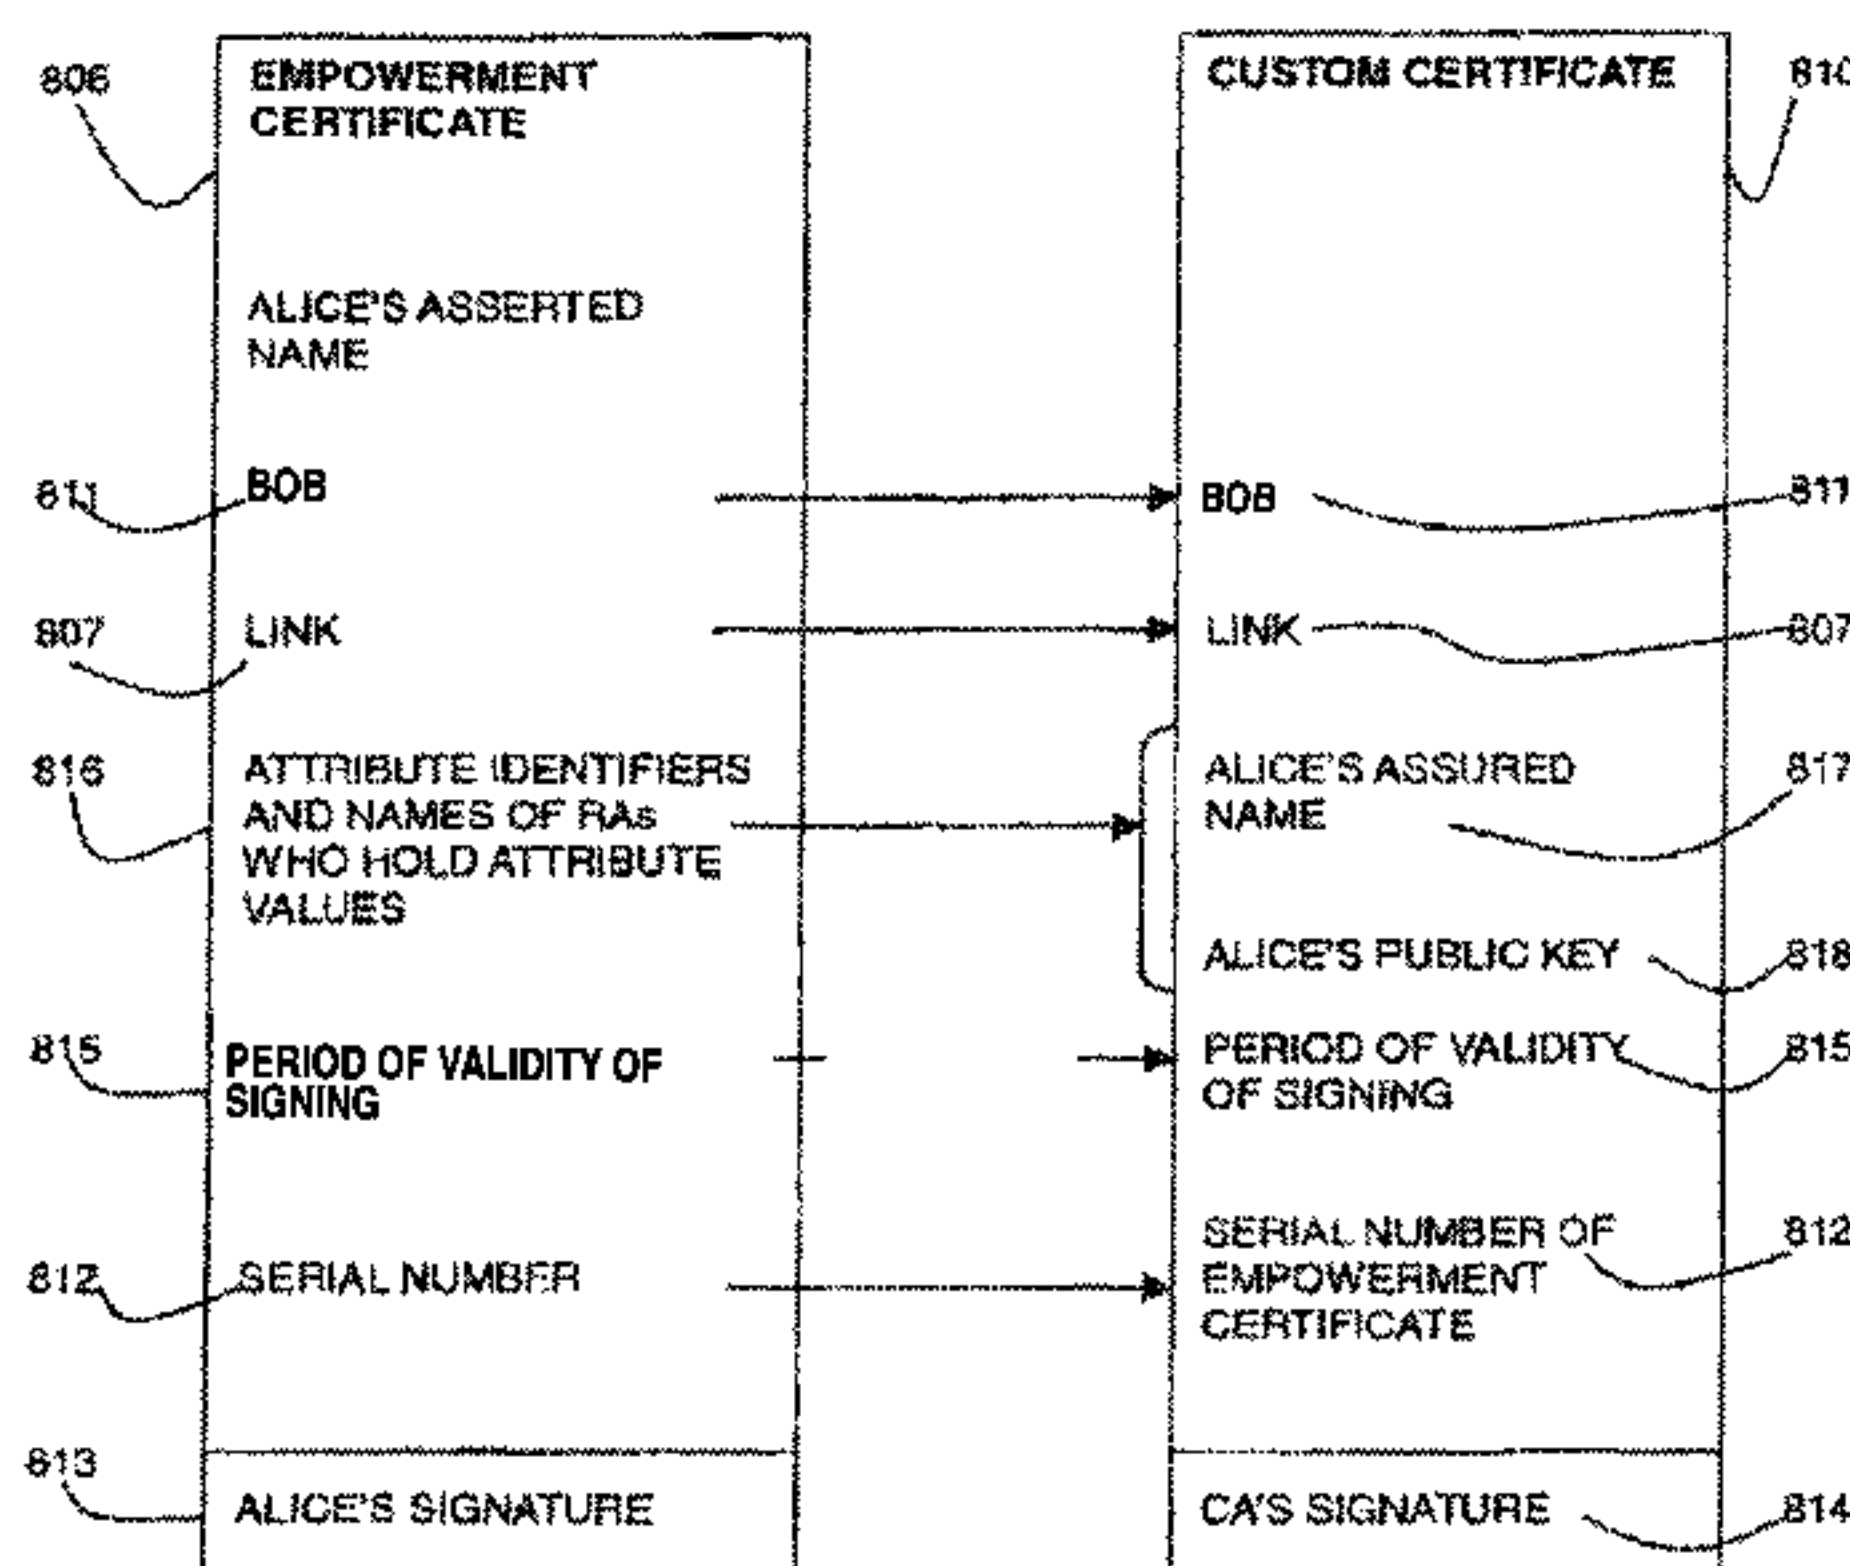 806
EMPOWERMENT
CERTIFICATE
ALICE'S ASSERTED
NAME
811
BOB
807
LINK
816
ATTRIBUTE IDENTIFIERS
AND NAMES OF RAs
WHO HOLD ATTRIBUTE
VALUES
815
PERIOD OF VALIDITY OF
SIGNING
812
SERIAL NUMBER
813
ALICE'S SIGNATURE
CUSTOM CERTIFICATE
810
BOB
811
LINK
807
ALICE'S ASSURED
NAME
817
ALICE'S PUBLIC KEY
818
PERIOD OF VALIDITY
OF SIGNING
815
SERIAL NUMBER OF
EMPOWERMENT
CERTIFICATE
812
CA'S SIGNATURE
814